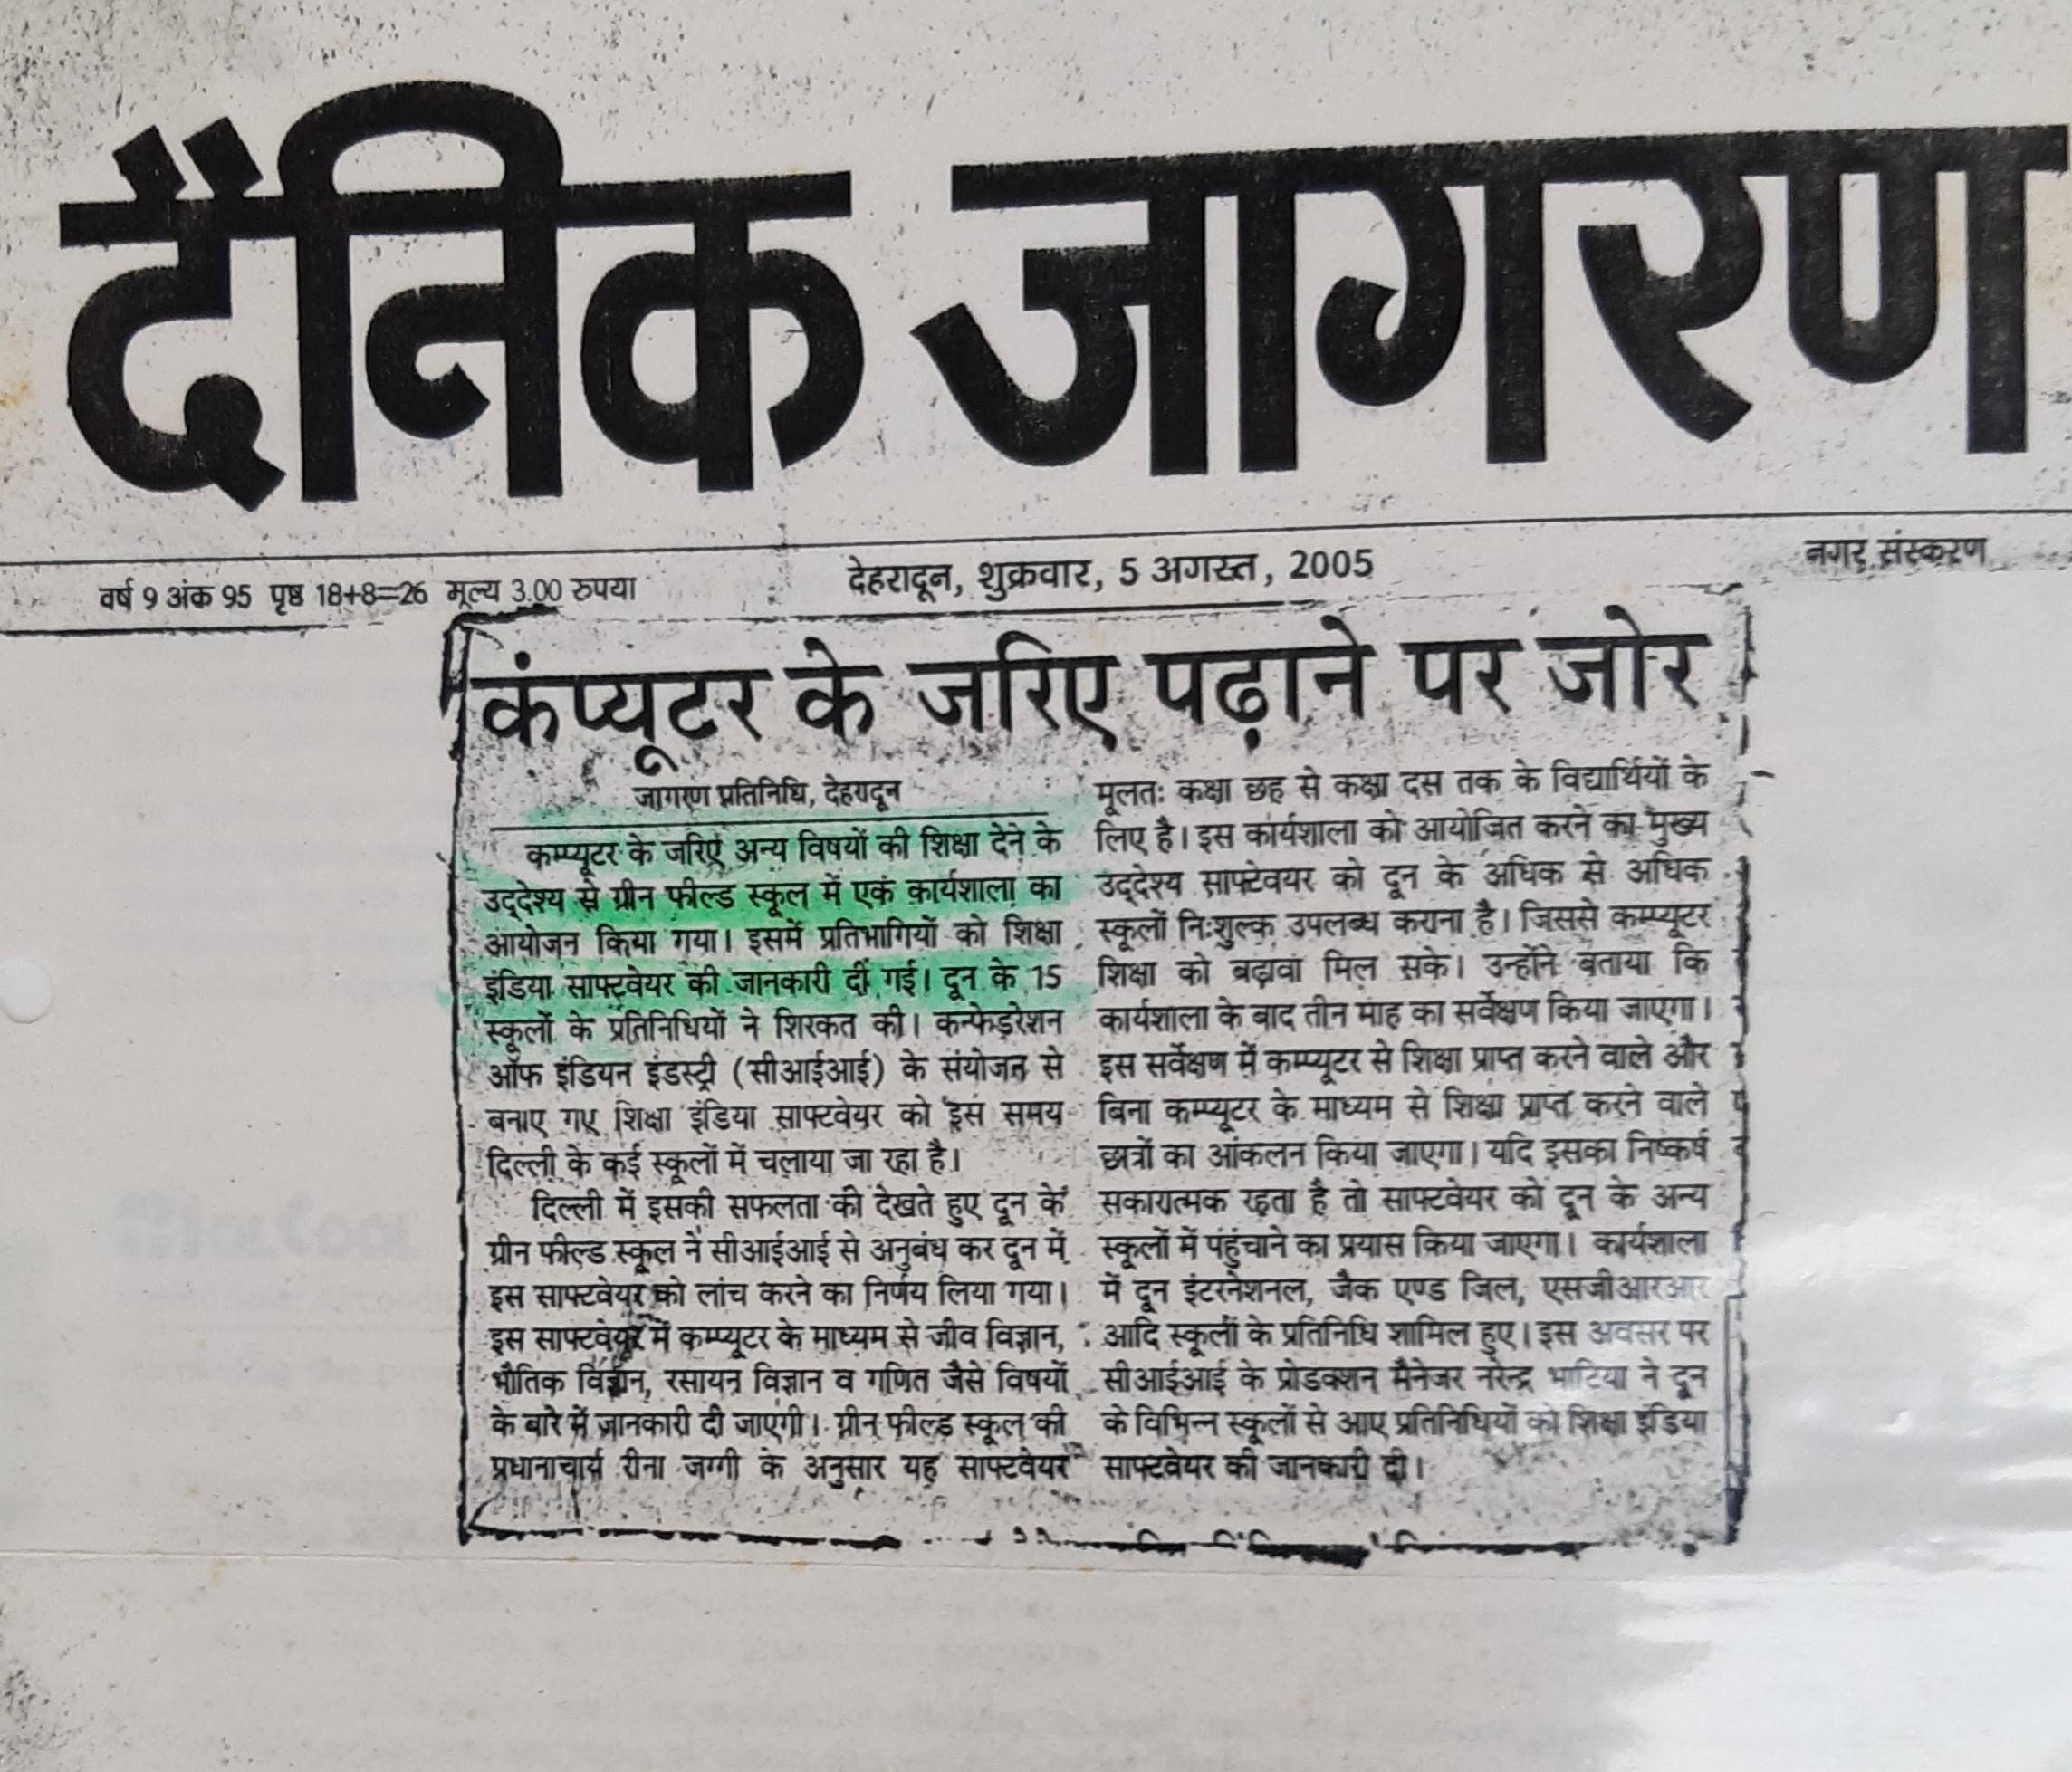 दैनिक जागरण
वर्ष 9 अंक 95 पृष्ठ 18+8=26 मूल्य 3.00 रुपया
देहरादून, शुक्रवार, 5 अगस्त, 2005
नगर संस्करण
कंप्यूटर के जरिए पढ़ाने पर जोर
जागरण प्रतिनिधि, देहरादून
कम्प्यूटर के जरिए अन्य विषयों की शिक्षा देने के
उद्देश्य से ग्रीन फील्ड स्कूल में एक कार्यशाला का
आयोजन किया गया। इसमें प्रतिभागियों को शिक्षा
इंडिया साफ्टवेयर की जानकारी दी गई। दून के 15
स्कूलों के प्रतिनिधियों ने शिरकत की। कन्फेडरेशन
ऑफ इंडियन इंडस्ट्री (सीआईआई) के संयोजन से
बनाए गए शिक्षा इंडिया साफ्टवेयर को इस समय
दिल्ली के कई स्कूलों में चलाया जा रहा है।
दिल्ली में इसकी सफलता को देखते हुए दून के
ग्रीन फील्ड स्कूल ने सीआईआई से अनुबंध कर दून में
इस साफ्टवेयर को लांच करने का निर्णय लिया गया।
इस साफ्टवेयर में कम्प्यूटर के माध्यम से जीव विज्ञान,
भौतिक विज्ञान, रसायन विज्ञान व गणित जैसे विषयों
के बारे में जानकारी दी जाएगी। ग्रीन फील्ड स्कूल की
प्रधानाचार्य रीना जग्गी के अनुसार यह साफ्टवेयर
मूलतः कक्षा छह से कक्षा दस तक के विद्यार्थियों के
लिए है। इस कार्यशाला को आयोजित करने का मुख्य
उद्देश्य साफ्टेवयर को दून के अधिक से अधिक
स्कूलों निःशुल्क उपलब्ध कराना है। जिससे कम्प्यूटर
शिक्षा को बढ़ावा मिल सके। उन्होंने बताया कि
कार्यशाला के बाद तीन माह का सर्वेक्षण किया जाएगा।
इस सर्वेक्षण में कम्प्यूटर से शिक्षा प्राप्त करने वाले और
बिना कम्प्यूटर के माध्यम से शिक्षा प्राप्त करने वाले
छात्रों का आंकलन किया जाएगा। यदि इसका निष्कर्ष
सकारात्मक रहता है तो साफ्टवेयर को दून के अन्य
स्कूलों में पंहुंचाने का प्रयास किया जाएगा। कार्यशाला
में दून इंटरनेशनल, जैक एण्ड जिल, एसजीआरआर
आदि स्कूलों के प्रतिनिधि शामिल हुए। इस अवसर पर
सीआईआई के प्रोडक्शन मैनेजर नरेन्द्र भाटिया ने दून
के विभिन्न स्कूलों से आए प्रतिनिधियों को शिक्षा इंडिया
साफ्टवेयर की जानकारी दी।